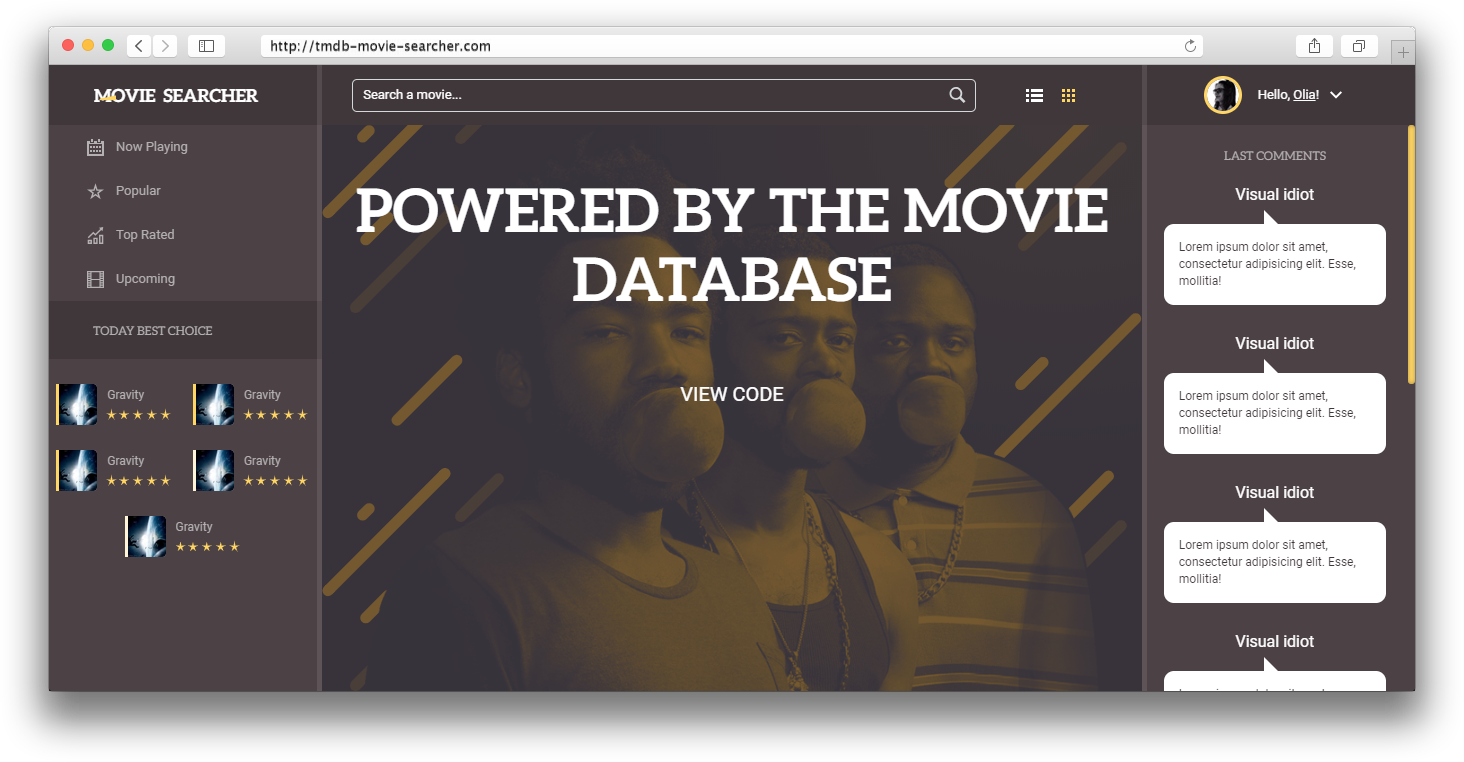 http://tmdb-movie-searcher.com
MOVIE SEARCHER
Search a movie...
Hello, Olia!
Now Playing
Popular
Top Rated
Upcoming
TODAY BEST CHOICE
Gravity
Gravity
Gravity
Gravity
Gravity
POWERED BY THE MOVIE
DATABASE
VIEW CODE
LAST COMMENTS
Visual idiot
Lorem ipsum dolor sit amet,
consectetur adipisicing elit. Esse,
mollitia!
Visual idiot
Lorem ipsum dolor sit amet,
consectetur adipisicing elit. Esse,
mollitia!
Visual idiot
Lorem ipsum dolor sit amet,
consectetur adipisicing elit. Esse,
mollitia!
Visual idiot